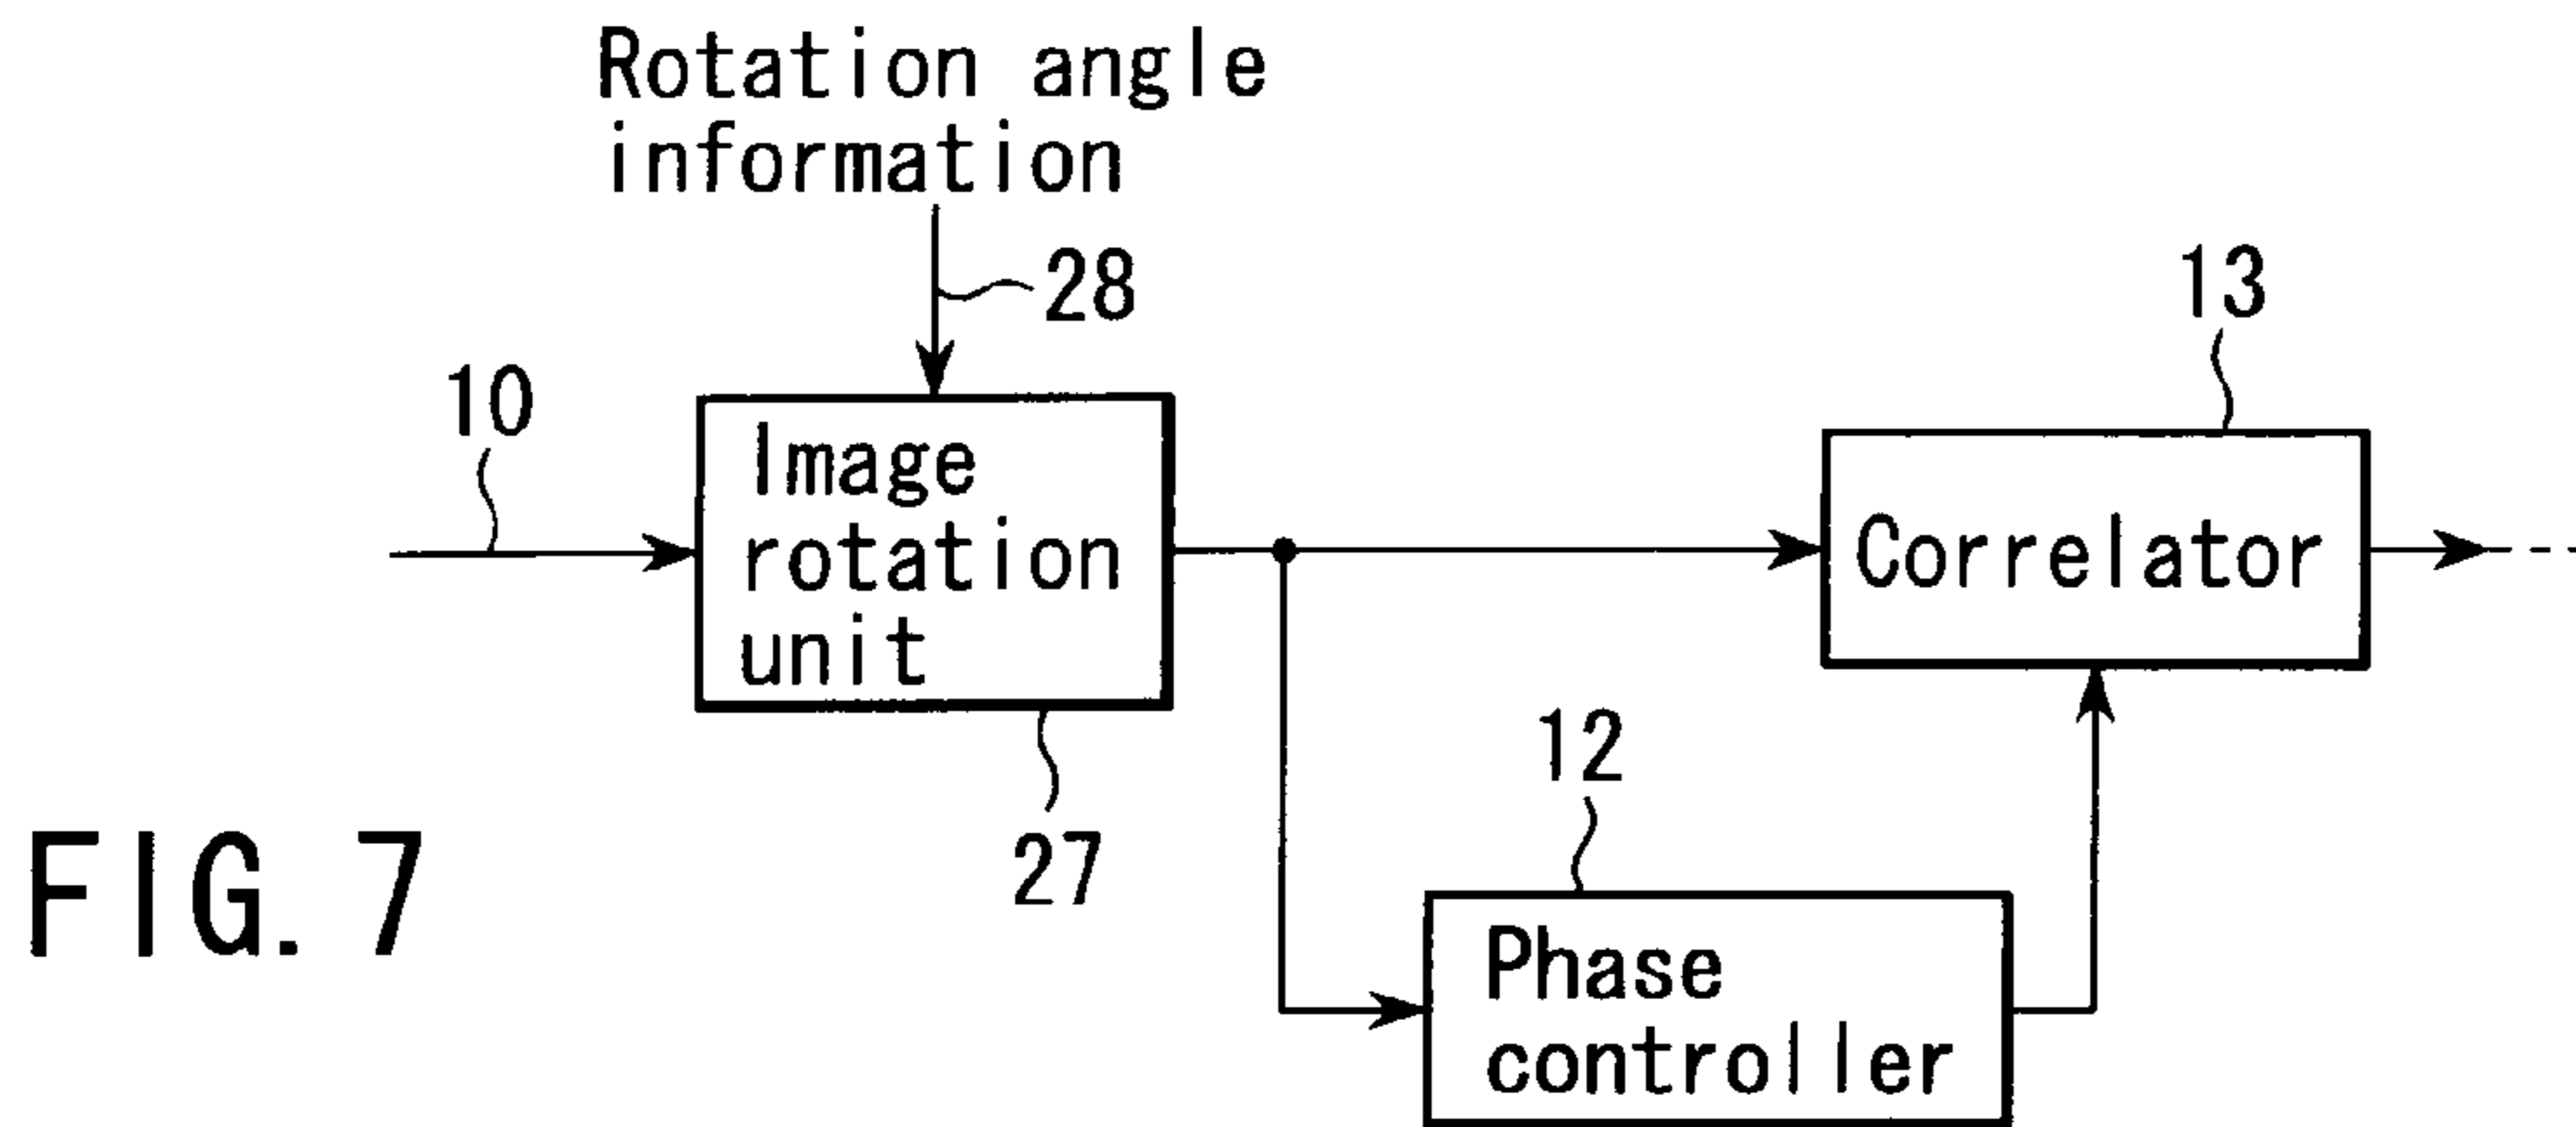 Rotation angle
information
28
13
10
Image
rotation
unit
Correlator
12
27
FIG. 7
Phase
controller